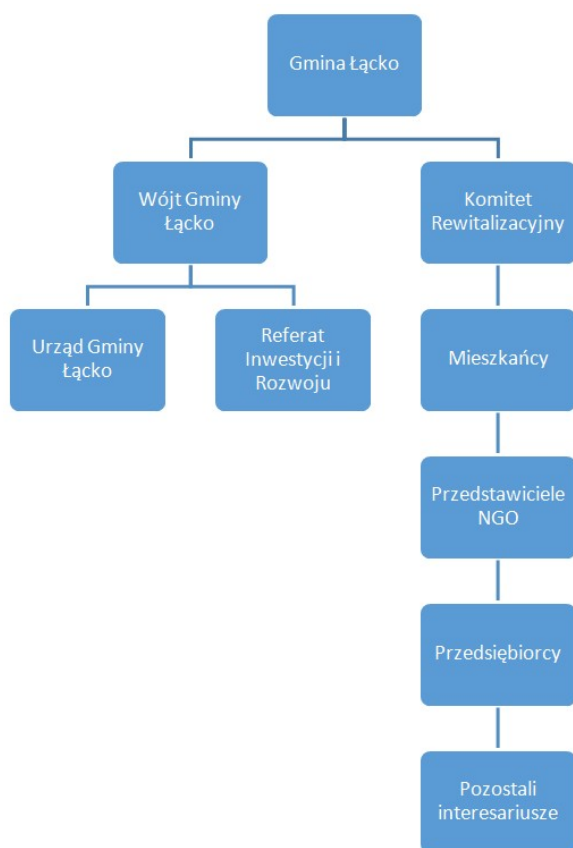 Gmina Łącko
Wójt Gminy
Łącko
Komitet
Rewitalizacyjny
Urząd Gminy
Łącko
Referat
Inwestycji i
Rozwoju
Mieszkańcy
Przedstawiciele
NGO
Przedsiębiorcy
Pozostali
interesariusze